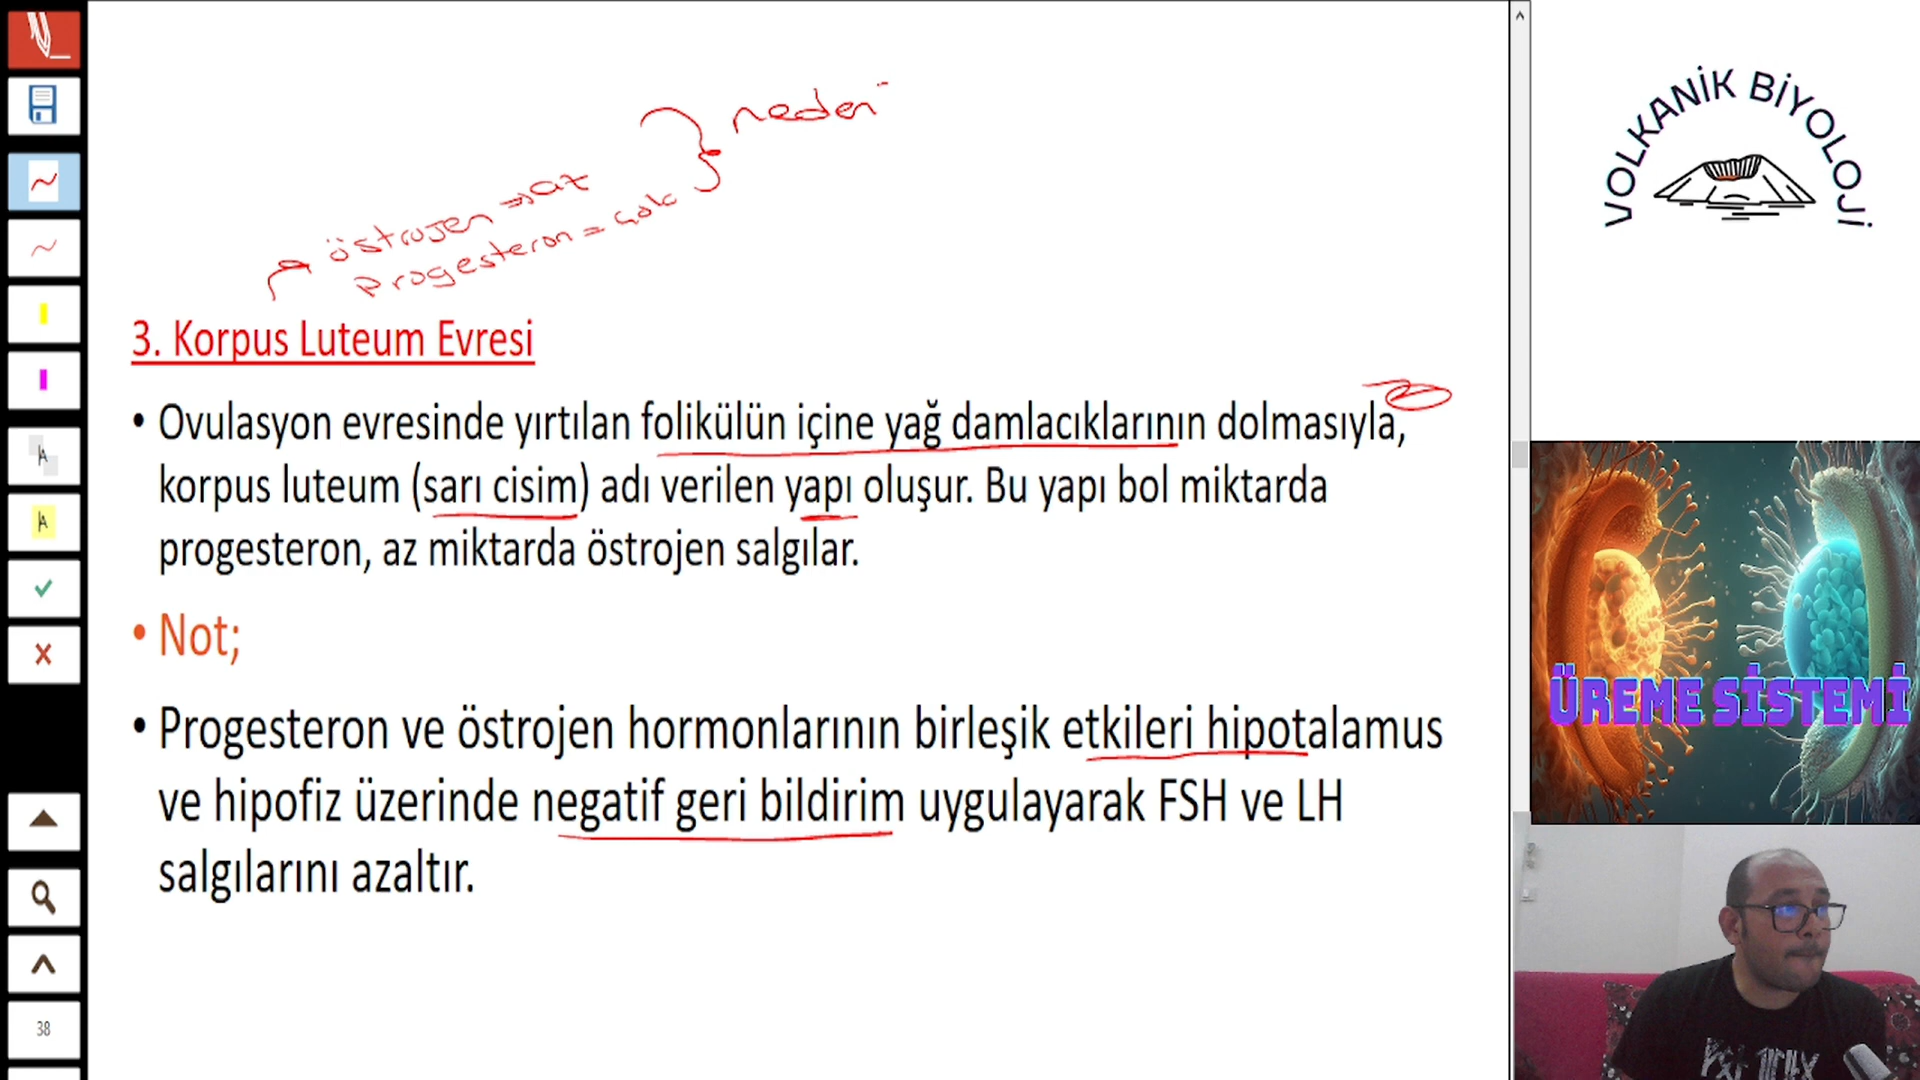 VOLKANİK BİYOLOJİ
neden
östrojen => az
Progesteron = çok
3. Korpus Luteum Evresi
• Ovulasyon evresinde yırtılan folikülün içine yağ damlacıklarının dolmasıyla,
korpus luteum (sarı cisim) adı verilen yapı oluşur. Bu yapı bol miktarda
progesteron, az miktarda östrojen salgılar.
• Not;
• Progesteron ve östrojen hormonlarının birleşik etkileri hipotalamus
ve hipofiz üzerinde negatif geri bildirim uygulayarak FSH ve LH
salgılarını azaltır.
ÜREME SİSTEMİ
38